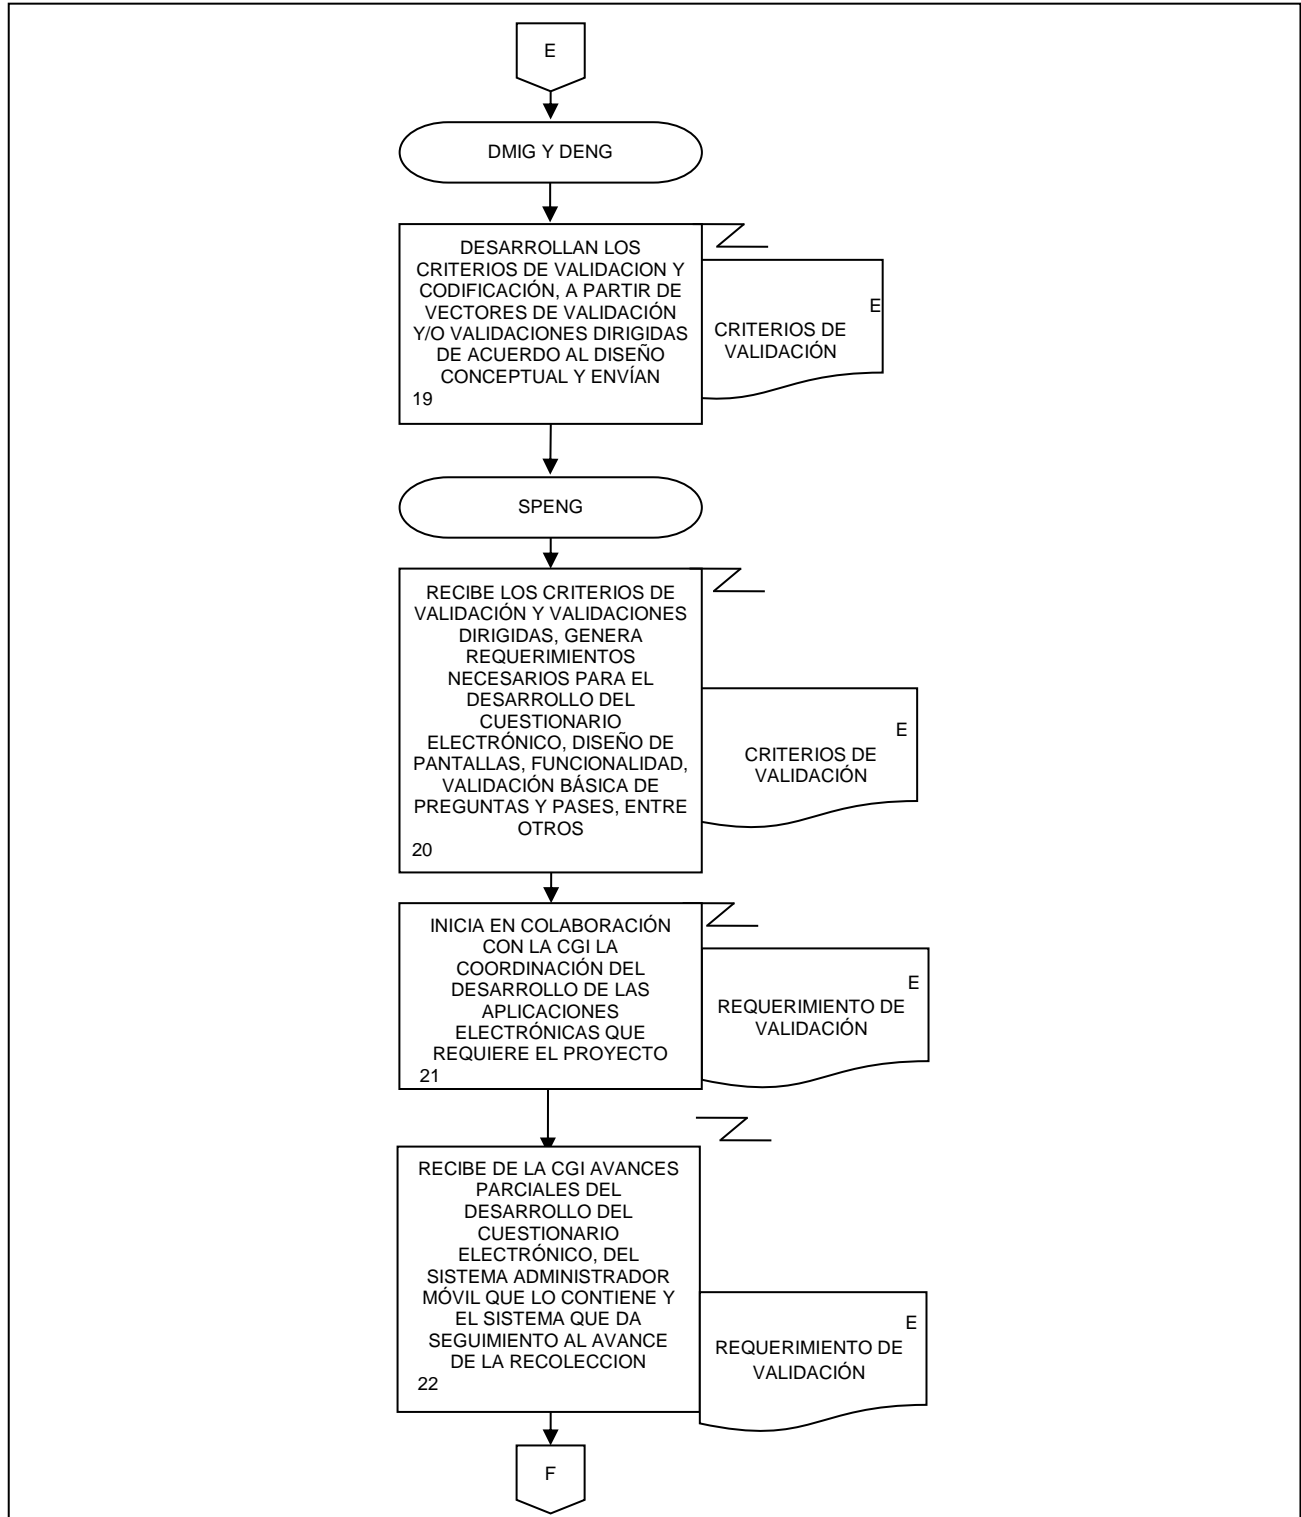 E
DMIG Y DENG
DESARROLLAN LOS
CRITERIOS DE VALIDACION Y
CODIFICACIÓN, A PARTIR DE
VECTORES DE VALIDACIÓN
Y/O VALIDACIONES DIRIGIDAS
DE ACUERDO AL DISEÑO
CONCEPTUAL Y ENVÍAN
19
E
CRITERIOS DE
VALIDACIÓN
SPENG
RECIBE LOS CRITERIOS DE
VALIDACIÓN Y VALIDACIONES
DIRIGIDAS, GENERA
REQUERIMIENTOS
NECESARIOS PARA EL
DESARROLLO DEL
CUESTIONARIO
ELECTRÓNICO, DISEÑO DE
PANTALLAS, FUNCIONALIDAD,
VALIDACIÓN BÁSICA DE
PREGUNTAS Y PASES, ENTRE
OTROS
20
E
CRITERIOS DE
VALIDACIÓN
INICIA EN COLABORACIÓN
CON LA CGI LA
COORDINACIÓN DEL
DESARROLLO DE LAS
APLICACIONES
ELECTRÓNICAS QUE
REQUIERE EL PROYECTO
21
E
REQUERIMIENTO DE
VALIDACIÓN
RECIBE DE LA CGI AVANCES
PARCIALES DEL
DESARROLLO DEL
CUESTIONARIO
ELECTRÓNICO, DEL
SISTEMA ADMINISTRADOR
MÓVIL QUE LO CONTIENE Y
EL SISTEMA QUE DA
SEGUIMIENTO AL AVANCE
DE LA RECOLECCION
22
E
REQUERIMIENTO DE
VALIDACIÓN
F